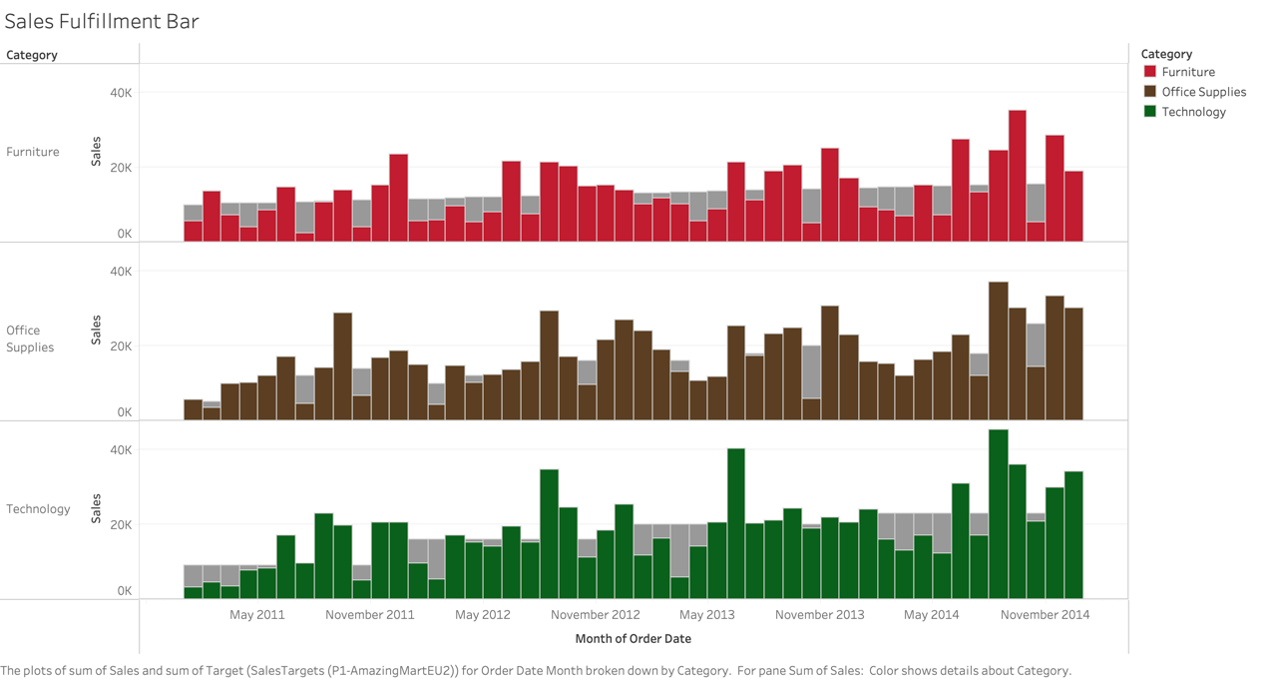 Sales Fulfillment Bar
Category
Furniture
Sales
40K
20K
0K
Office
Supplies
Sales
40K
20K
0K
Technology
Sales
40K
20K
0K
May 2011
November 2011
May 2012
November 2012
May 2013
November 2013
May 2014
November 2014
Month of Order Date
Category
Furniture
Office Supplies
Technology
The plots of sum of Sales and sum of Target (SalesTargets (P1-AmazingMartEU2)) for Order Date Month broken down by Category.  For pane Sum of Sales:  Color shows details about Category.